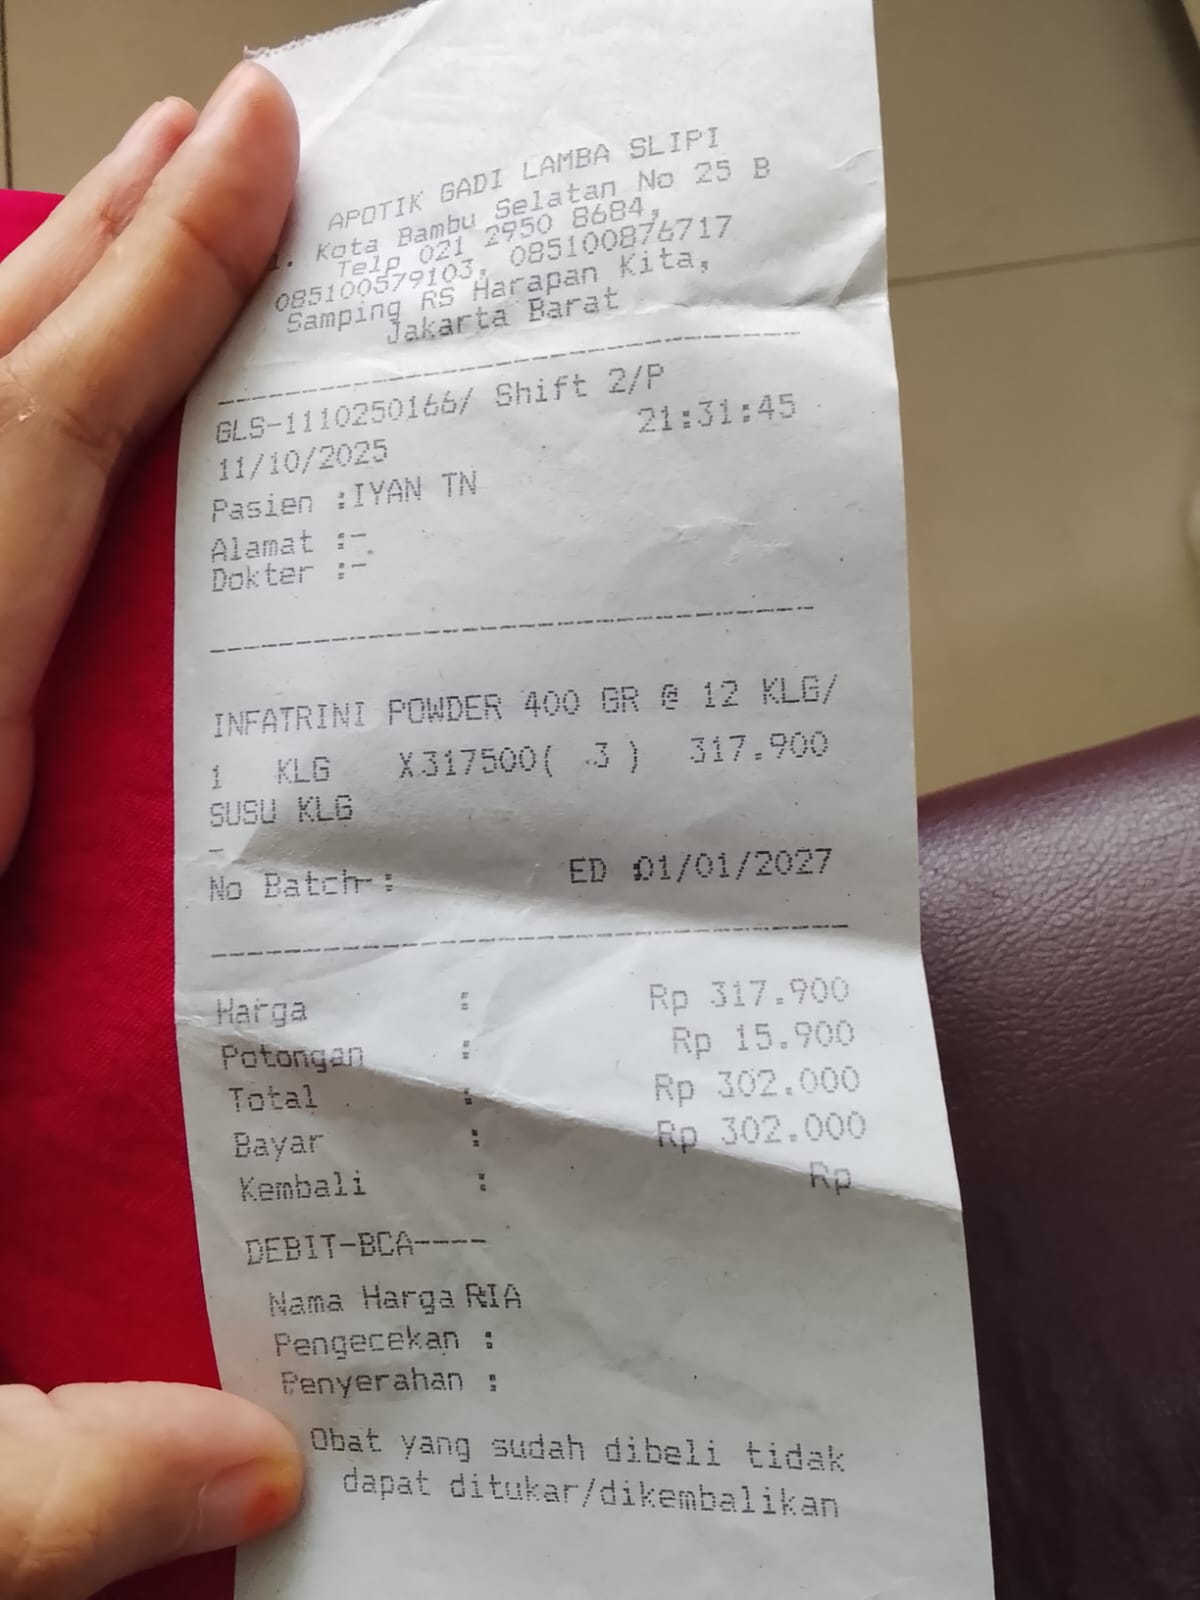 APOTIK GADI LAMBA SLIPI
. Kota Bambu Selatan No 25 B
Telp 021 2950 8684,
085100579103, 085100876717
Samping RS Harapan Kita,
Jakarta Barat
GLS-1110250166/ Shift 2/P
11/10/2025 21:31:45
Pasien :IYAN TN
Alamat :-
Dokter :-
INFATRINI POWDER 400 GR @ 12 KLG/
1 KLG X317500( 3 ) 317.900
SUSU KLG
-
No Batch : ED 01/01/2027
Harga : Rp 317.900
Potongan : Rp 15.900
Total : Rp 302.000
Bayar : Rp 302.000
Kembali : Rp
DEBIT-BCA----
Nama Harga RIA
Pengecekan :
Penyerahan :
Obat yang sudah dibeli tidak
dapat ditukar/dikembalikan